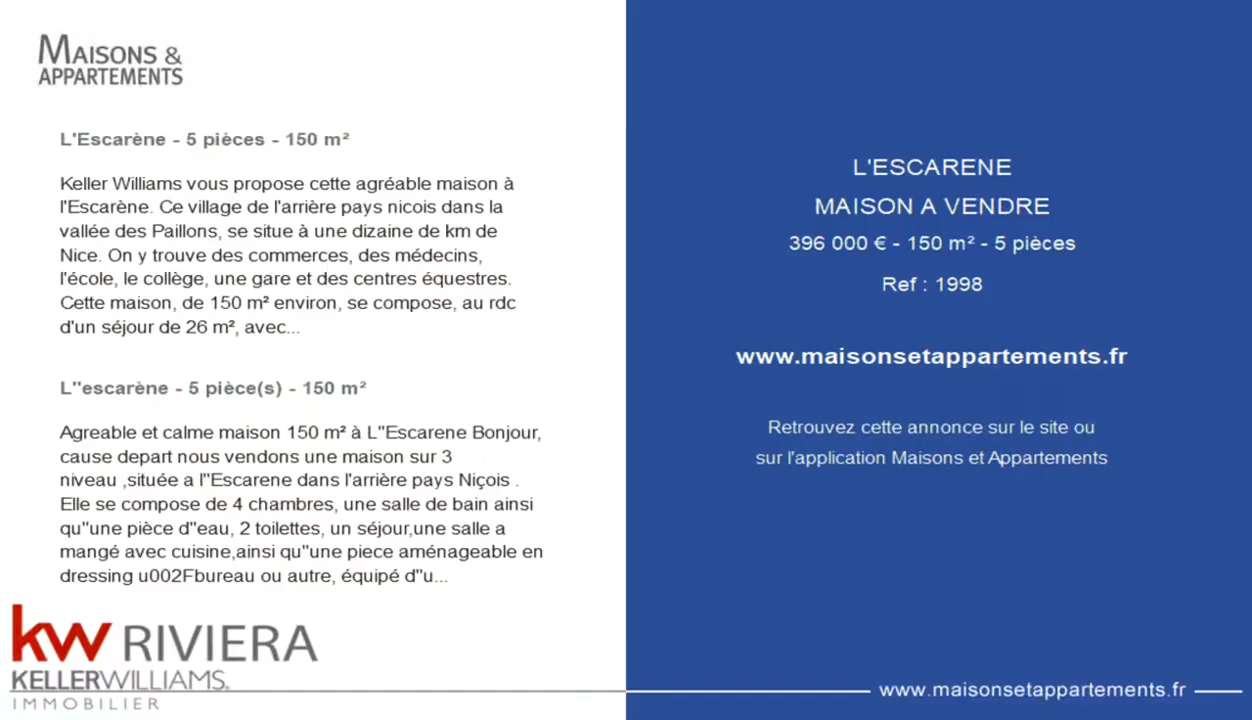 MAISONS &
APPARTEMENTS
L'Escarène - 5 pièces - 150 m²
Keller Williams vous propose cette agréable maison à
l'Escarène. Ce village de l'arrière pays nicois dans la
vallée des Paillons, se situe à une dizaine de km de
Nice. On y trouve des commerces, des médecins,
l'école, le collège, une gare et des centres équestres.
Cette maison, de 150 m² environ, se compose, au rdc
d'un séjour de 26 m², avec...
L''escarène - 5 pièce(s) - 150 m²
Agreable et calme maison 150 m² à L''Escarene Bonjour,
cause depart nous vendons une maison sur 3
niveau ,située a l''Escarene dans l'arrière pays Niçois .
Elle se compose de 4 chambres, une salle de bain ainsi
qu''une pièce d''eau, 2 toilettes, un séjour,une salle a
mangé avec cuisine,ainsi qu''une piece aménageable en
dressing u002Fbureau ou autre, équipé d''u...
kw RIVIERA
KELLERWILLIAMS.
IMMOBILIER
L'ESCARENE
MAISON A VENDRE
396 000 € - 150 m² - 5 pièces
Ref : 1998
www.maisonsetappartements.fr
Retrouvez cette annonce sur le site ou
sur l'application Maisons et Appartements
www.maisonsetappartements.fr